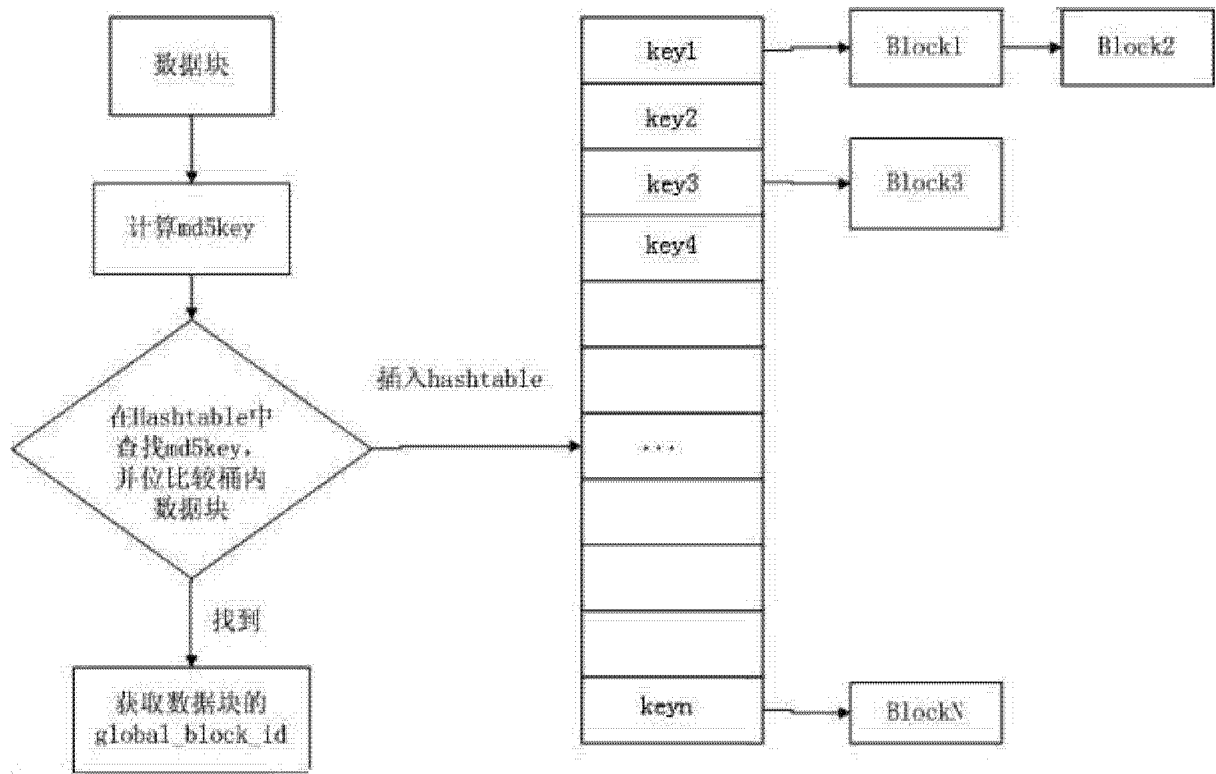 数据块
计算md5key
在Hashtable中
查找md5key，
并位比较桶内
数据块
插入hashtable
找到
获取数据块的
global_block_id
key1
key2
key3
key4
...
keyn
Block1
Block2
Block3
BlockN